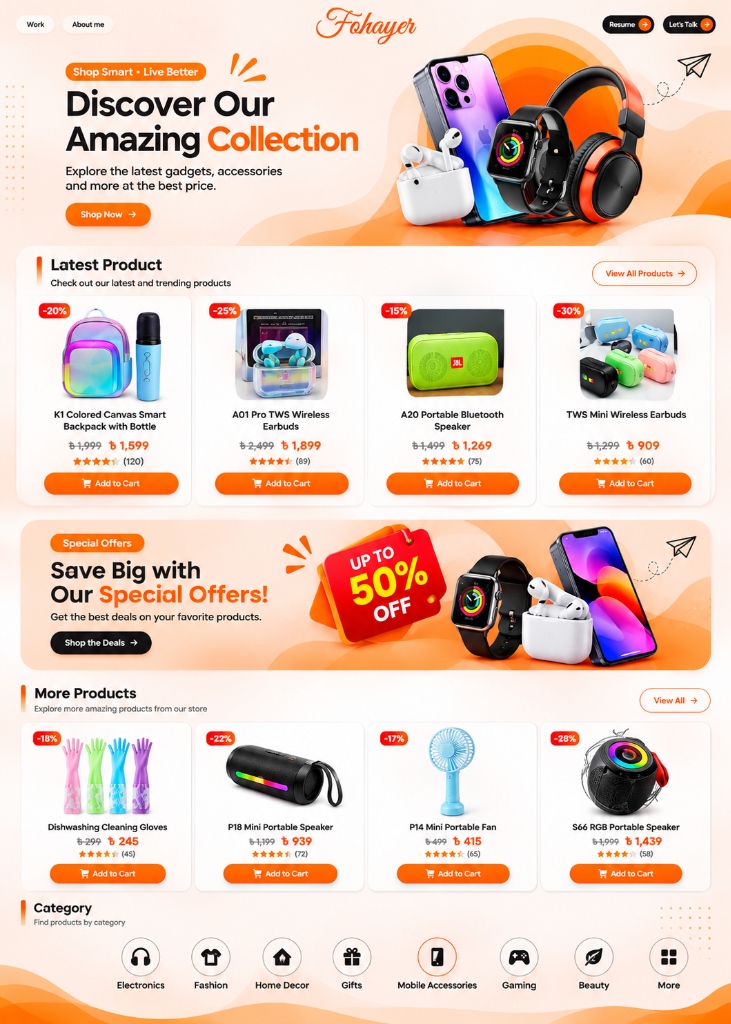 Work
About me
Fohayer
Resume
Let's Talk
Shop Smart • Live Better
Discover Our
Amazing Collection
Explore the latest gadgets, accessories
and more at the best price.
Shop Now →
Latest Product
Check out our latest and trending products
View All Products →
-20%
K1 Colored Canvas Smart
Backpack with Bottle
৳ 1,999 ৳ 1,599
(120)
Add to Cart
-25%
A01 Pro TWS Wireless
Earbuds
৳ 2,499 ৳ 1,899
(89)
Add to Cart
-15%
JBL
A20 Portable Bluetooth
Speaker
৳ 1,499 ৳ 1,269
(75)
Add to Cart
-30%
TWS Mini Wireless Earbuds
৳ 1,299 ৳ 909
(60)
Add to Cart
Special Offers
Save Big with
Our Special Offers!
Get the best deals on your favorite products.
Shop the Deals →
UP TO
50%
OFF
More Products
Explore more amazing products from our store
View All →
-18%
Dishwashing Cleaning Gloves
৳ 299 ৳ 245
(45)
Add to Cart
-22%
P18 Mini Portable Speaker
৳ 1,199 ৳ 939
(72)
Add to Cart
-17%
P14 Mini Portable Fan
৳ 499 ৳ 415
(65)
Add to Cart
-28%
S66 RGB Portable Speaker
৳ 1,999 ৳ 1,439
(58)
Add to Cart
Category
Find products by category
Electronics
Fashion
Home Decor
Gifts
Mobile Accessories
Gaming
Beauty
More